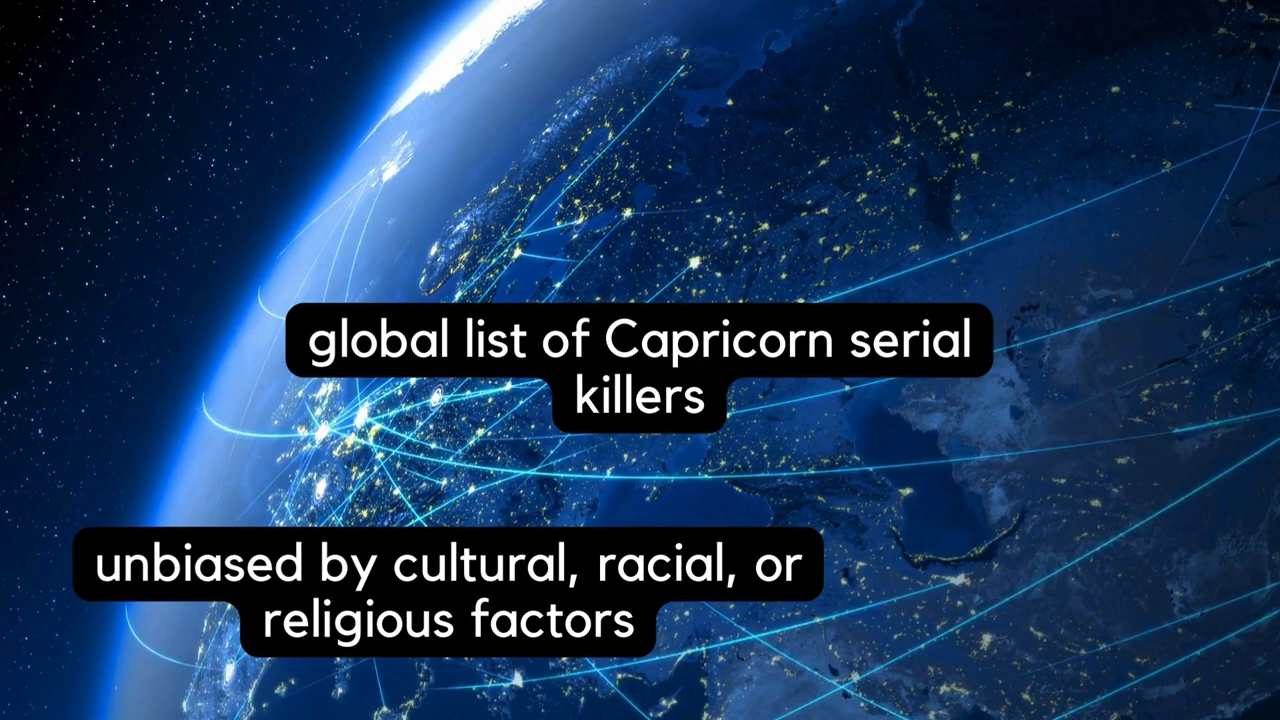 global list of Capricorn serial
killers
unbiased by cultural, racial, or
religious factors